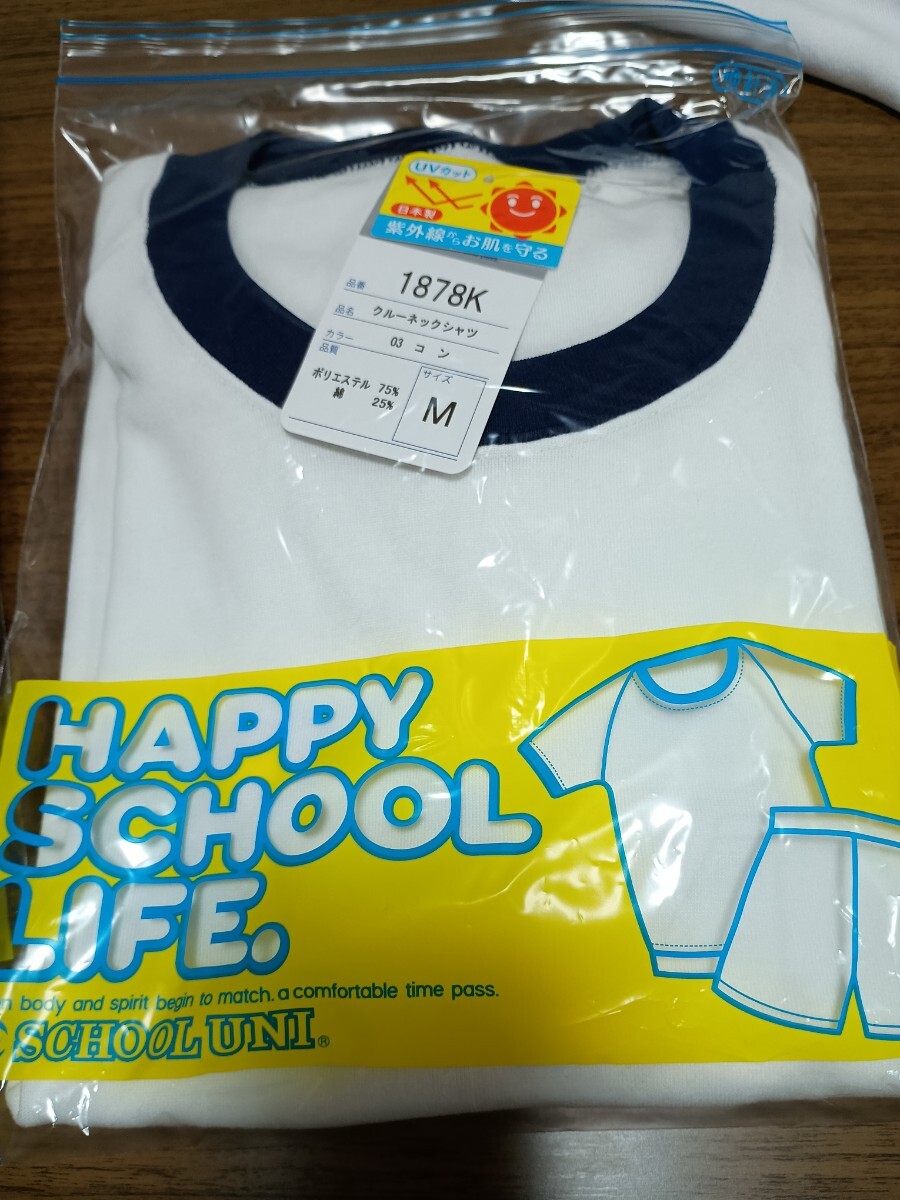 UVカット
日本製
紫外線からお肌を守る
品番 1878K
品名 クルーネックシャツ
カラー 03 コン
品質
ポリエステル 75%
綿 25%
サイズ
M
HAPPY
SCHOOL
LIFE.
body and spirit begin to match. a comfortable time pass.
SCHOOL UNI®